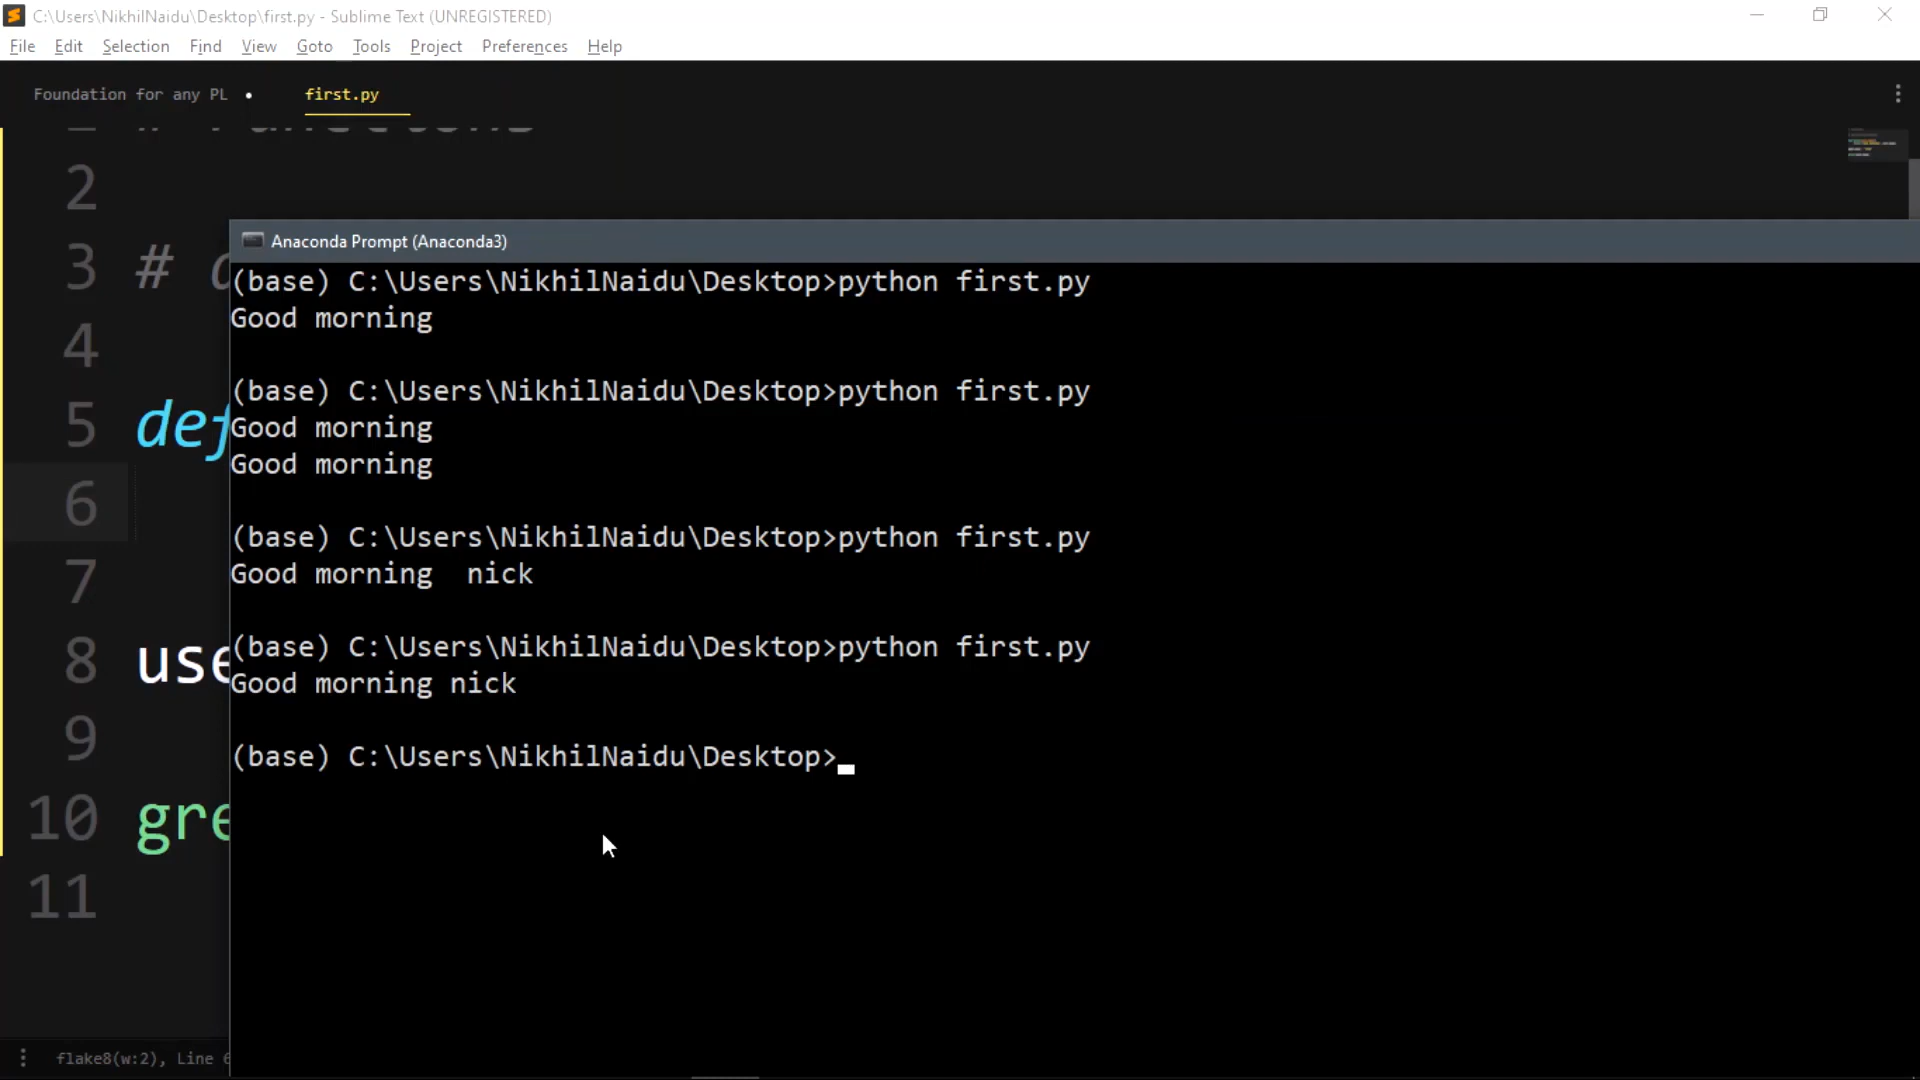 C:\Users\NikhilNaidu\Desktop\first.py - Sublime Text (UNREGISTERED)
File Edit Selection Find View Goto Tools Project Preferences Help
Foundation for any PL • first.py
2
3 #
4
5 def
6
7
8 use
9
10 gre
11
Anaconda Prompt (Anaconda3)
(base) C:\Users\NikhilNaidu\Desktop>python first.py
Good morning
(base) C:\Users\NikhilNaidu\Desktop>python first.py
Good morning
Good morning
(base) C:\Users\NikhilNaidu\Desktop>python first.py
Good morning  nick
(base) C:\Users\NikhilNaidu\Desktop>python first.py
Good morning nick
(base) C:\Users\NikhilNaidu\Desktop>
flake8(w:2), Line 6